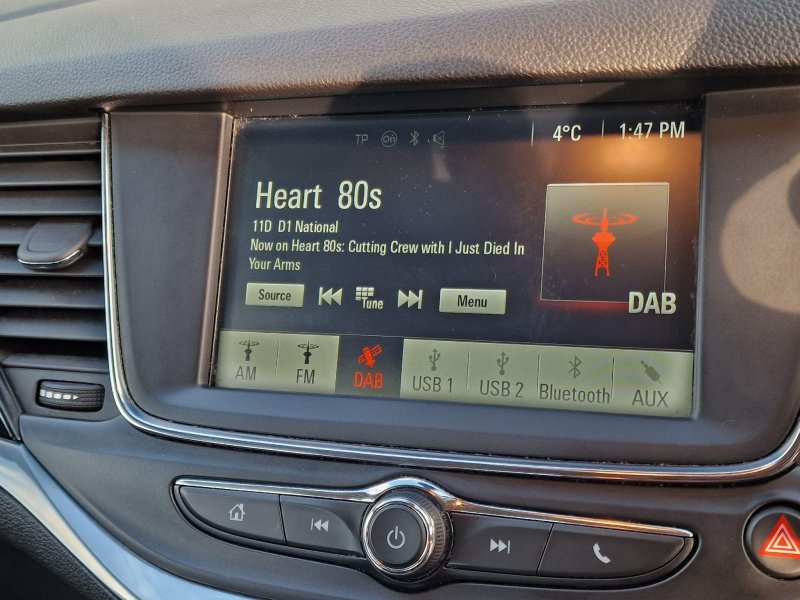 TP On
4°C 1:47 PM
Heart 80s
11D D1 National
Now on Heart 80s: Cutting Crew with I Just Died In
Your Arms
Source Tune Menu
DAB
AM FM DAB USB 1 USB 2 Bluetooth AUX